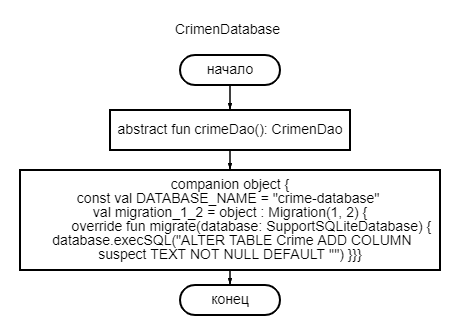 CrimenDatabase
начало
abstract fun crimeDao(): CrimenDao
companion object {
const val DATABASE_NAME = "crime-database"
val migration_1_2 = object : Migration(1, 2) {
override fun migrate(database: SupportSQLiteDatabase) {
database.execSQL("ALTER TABLE Crime ADD COLUMN
suspect TEXT NOT NULL DEFAULT "") }}}
конец